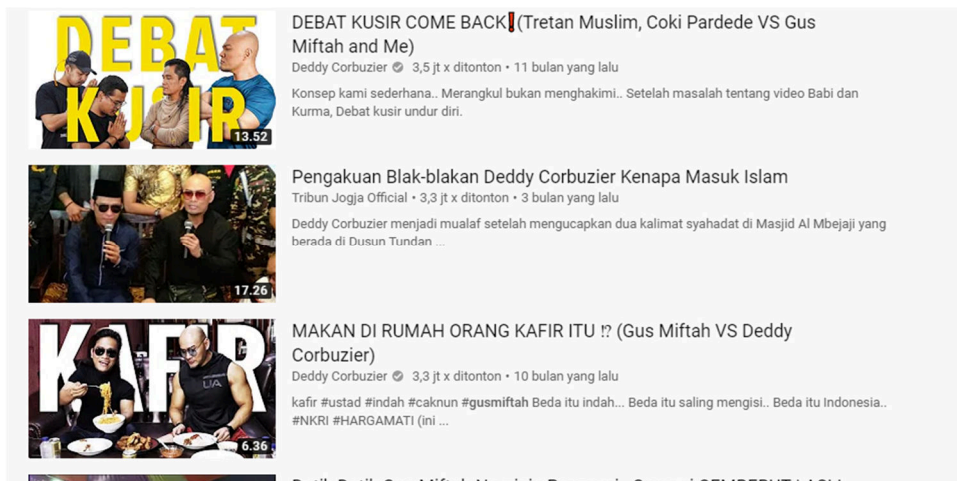 DEBAT
KUSIR
13.52
DEBAT KUSIR COME BACK❗(Tretan Muslim, Coki Pardede VS Gus
Miftah and Me)
Deddy Corbuzier 3,5 jt x ditonton • 11 bulan yang lalu
Konsep kami sederhana.. Merangkul bukan menghakimi.. Setelah masalah tentang video Babi dan
Kurma, Debat kusir undur diri.
17.26
Pengakuan Blak-blakan Deddy Corbuzier Kenapa Masuk Islam
Tribun Jogja Official • 3,3 jt x ditonton • 3 bulan yang lalu
Deddy Corbuzier menjadi mualaf setelah mengucapkan dua kalimat syahadat di Masjid Al Mbejaji yang
berada di Dusun Tundan ...
KAFIR
UA
6.36
MAKAN DI RUMAH ORANG KAFIR ITU ⁉ (Gus Miftah VS Deddy
Corbuzier)
Deddy Corbuzier 3,3 jt x ditonton • 10 bulan yang lalu
kafir #ustad #indah #caknun #gusmiftah Beda itu indah... Beda itu saling mengisi.. Beda itu Indonesia..
#NKRI #HARGAMATI (ini ...